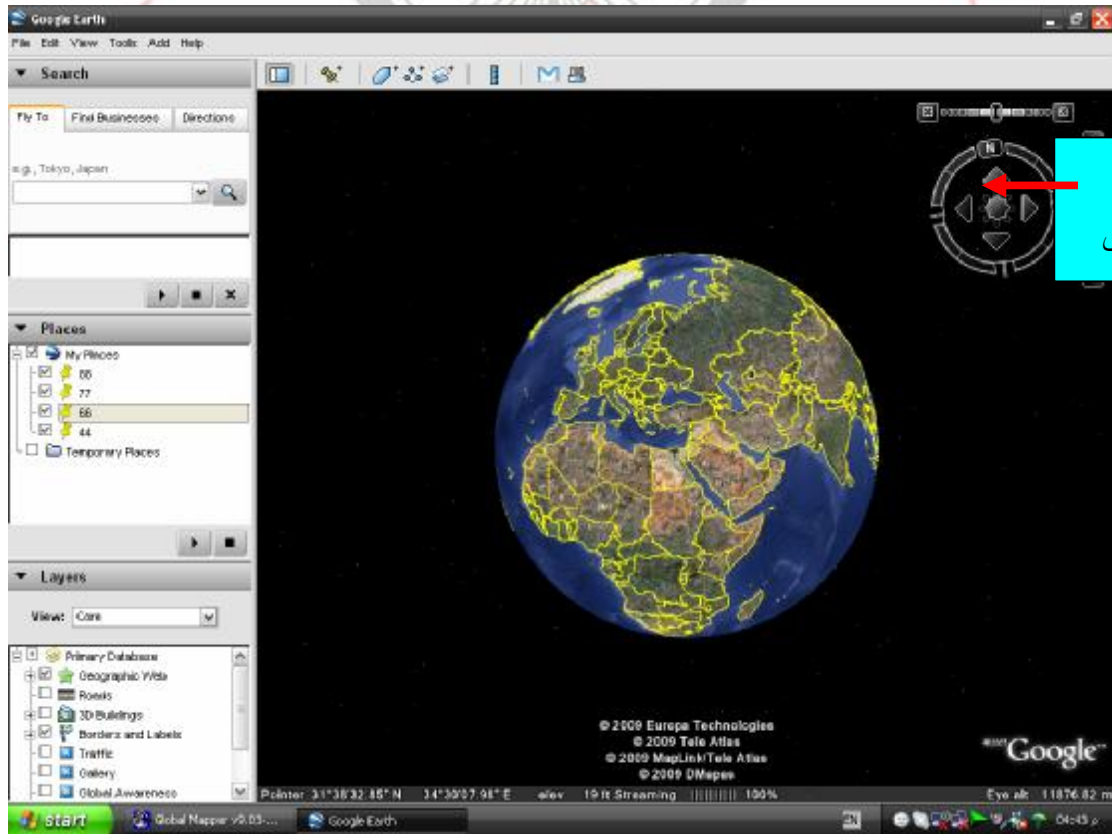 Google Earth
File Edit View Tools Add Help
Search
Fly To Find Businesses Directions
e.g., Tokyo, Japan
Places
My Places
88
77
66
44
Temporary Places
Layers
View: Core
Primary Database
Geographic Web
Roads
3D Buildings
Borders and Labels
Traffic
Gallery
Global Awareness
N
© 2009 Europa Technologies
© 2009 Tele Atlas
© 2009 MapLink/Tele Atlas
© 2009 DMapas
Google
Pointer 31°38'32.85" N 34°30'07.98" E elev 19 ft Streaming 100% Eye alt 11876.82 m
start Global Mapper v9.03-... Google Earth EN 04:43 م